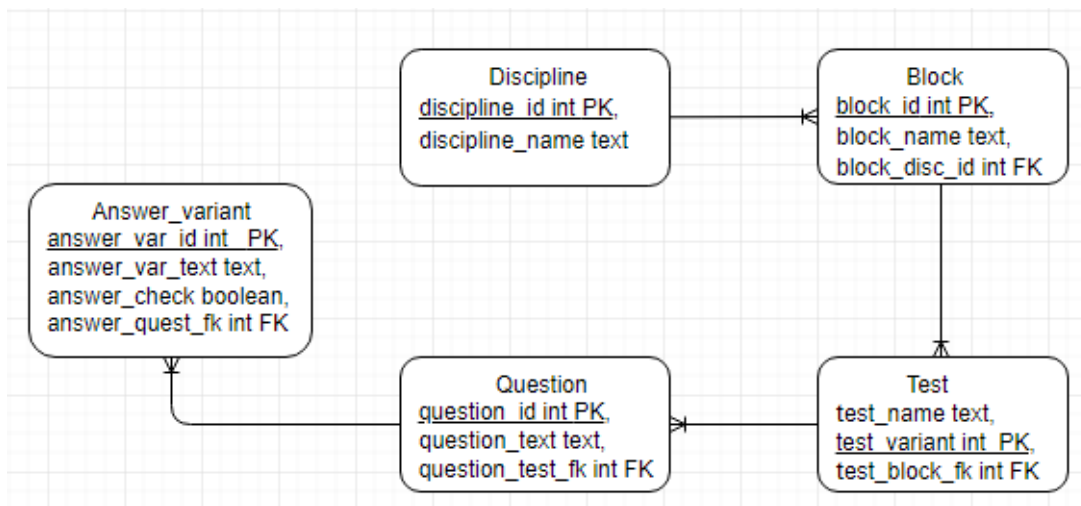 Discipline
discipline_id int PK,
discipline_name text
Block
block_id int PK,
block_name text,
block_disc_id int FK
Answer_variant
answer_var_id int PK,
answer_var_text text,
answer_check boolean,
answer_quest_fk int FK
Question
question_id int PK,
question_text text,
question_test_fk int FK
Test
test_name text,
test_variant int PK,
test_block_fk int FK